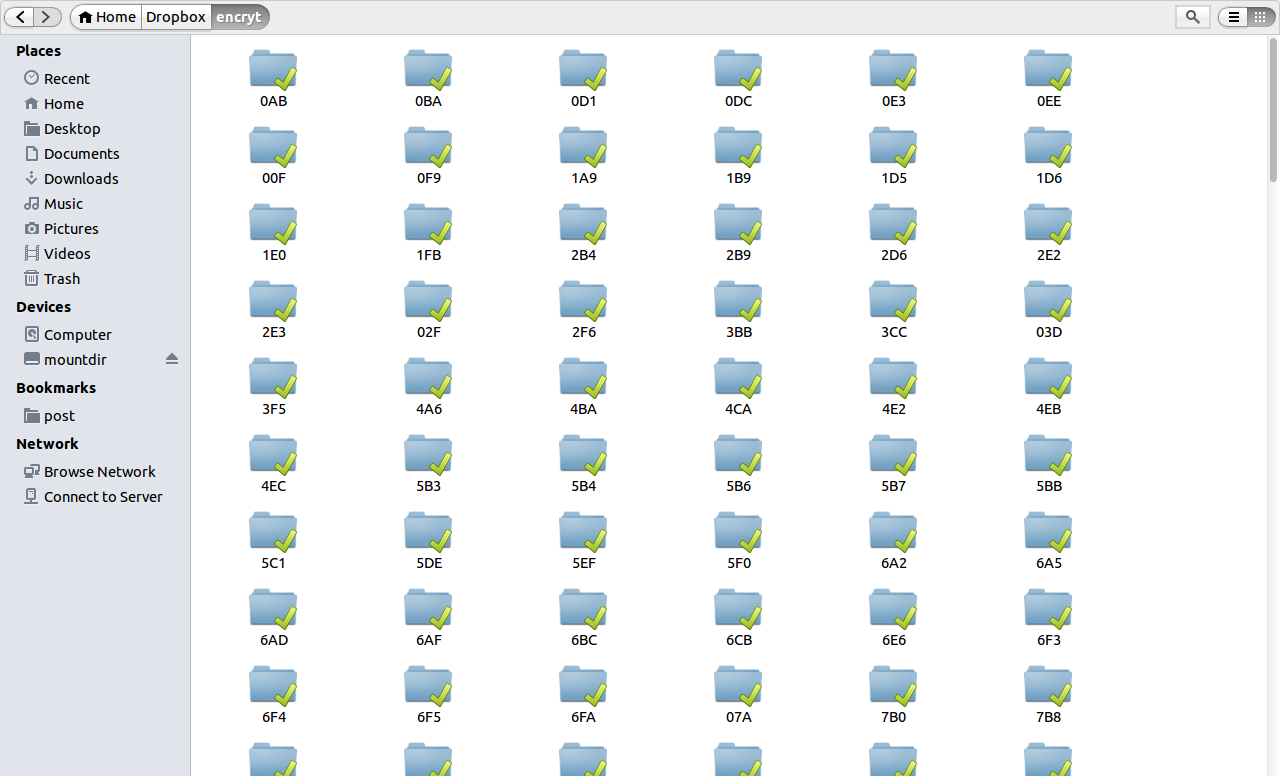 Home Dropbox encryt
Places
Recent
Home
Desktop
Documents
Downloads
Music
Pictures
Videos
Trash
Devices
Computer
mountdir
Bookmarks
post
Network
Browse Network
Connect to Server
0AB 0BA 0D1 0DC 0E3 0EE
00F 0F9 1A9 1B9 1D5 1D6
1E0 1FB 2B4 2B9 2D6 2E2
2E3 02F 2F6 3BB 3CC 03D
3F5 4A6 4BA 4CA 4E2 4EB
4EC 5B3 5B4 5B6 5B7 5BB
5C1 5DE 5EF 5F0 6A2 6A5
6AD 6AF 6BC 6CB 6E6 6F3
6F4 6F5 6FA 07A 7B0 7B8